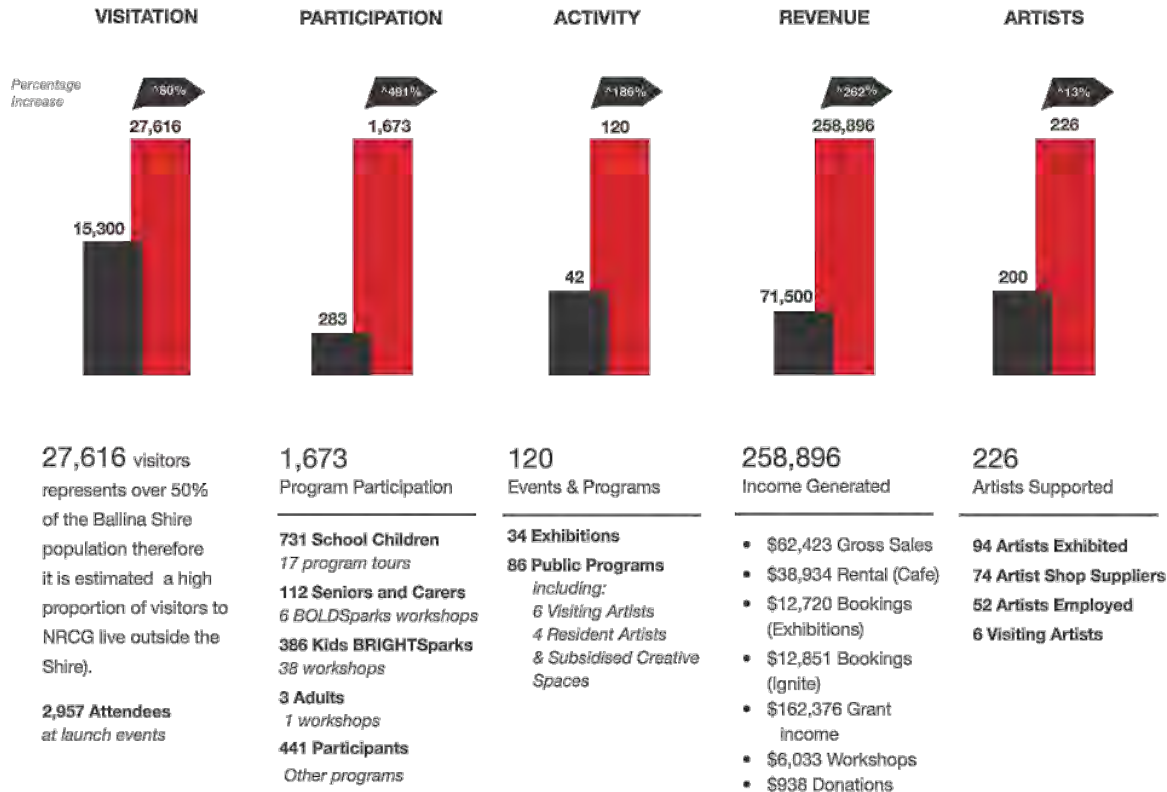 VISITATION
PARTICIPATION
ACTIVITY
REVENUE
ARTISTS
Percentage
increase
^80%
^491%
^186%
^262%
^13%
27,616
1,673
120
258,896
226
15,300
283
42
71,500
200
27,616 visitors
represents over 50%
of the Ballina Shire
population therefore
it is estimated a high
proportion of visitors to
NRCG live outside the
Shire).
2,957 Attendees
at launch events
1,673
Program Participation
731 School Children
17 program tours
112 Seniors and Carers
6 BOLDSparks workshops
386 Kids BRIGHTSparks
38 workshops
3 Adults
1 workshops
441 Participants
Other programs
120
Events & Programs
34 Exhibitions
86 Public Programs
including:
6 Visiting Artists
4 Resident Artists
& Subsidised Creative
Spaces
258,896
Income Generated
• $62,423 Gross Sales
• $38,934 Rental (Cafe)
• $12,720 Bookings
(Exhibitions)
• $12,851 Bookings
(Ignite)
• $162,376 Grant
income
• $6,033 Workshops
• $938 Donations
226
Artists Supported
94 Artists Exhibited
74 Artist Shop Suppliers
52 Artists Employed
6 Visiting Artists